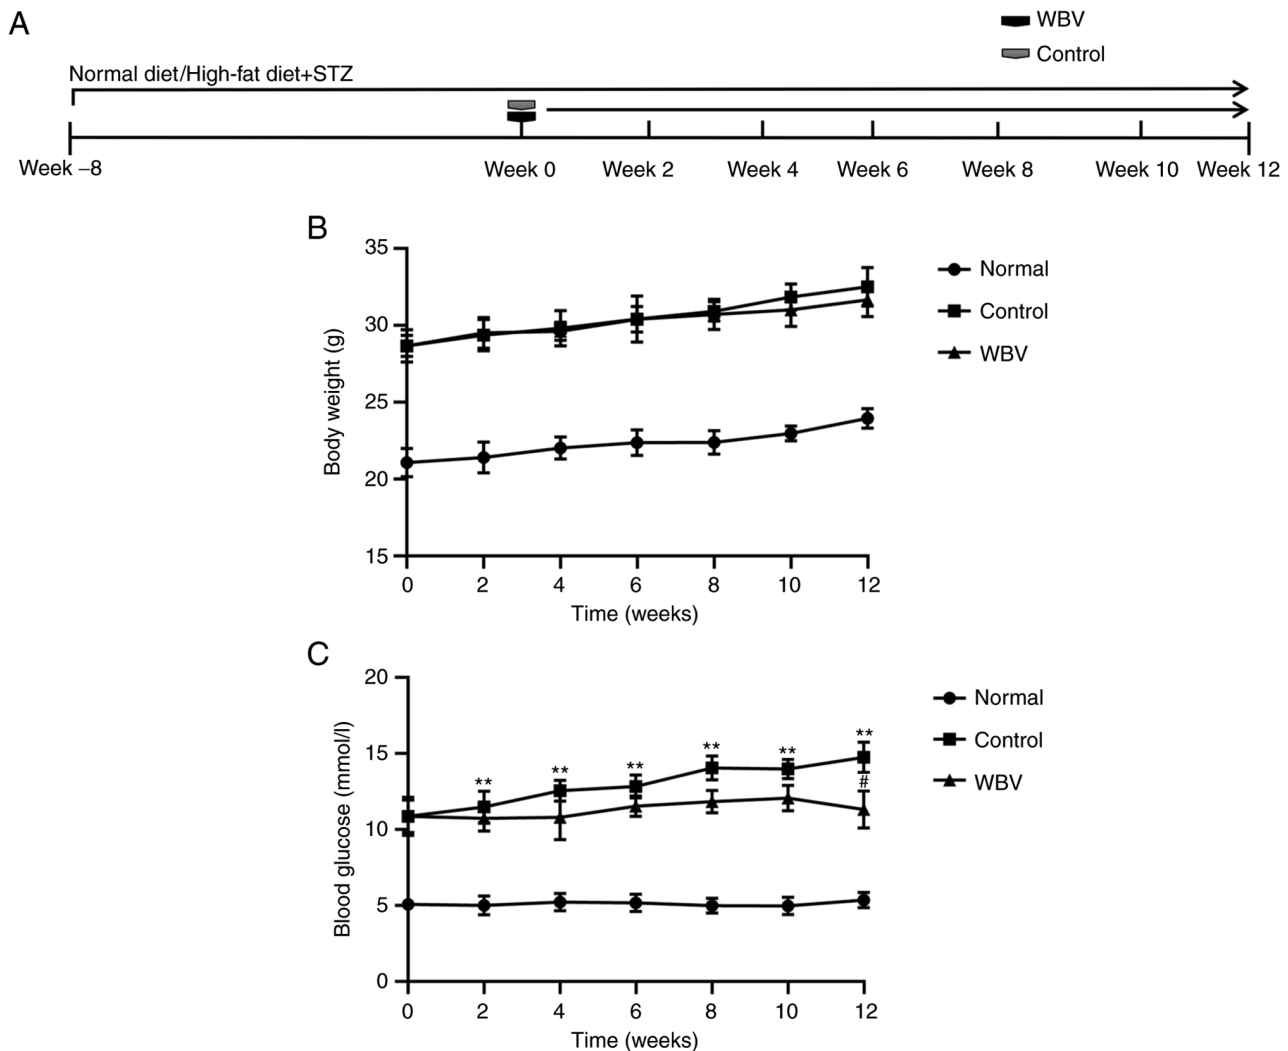 A
WBV
Control
Normal diet/High-fat diet+STZ
Week –8 Week 0 Week 2 Week 4 Week 6 Week 8 Week 10 Week 12
B
35
30
25
20
15
Body weight (g)
0 2 4 6 8 10 12
Time (weeks)
Normal
Control
WBV
C
20
15
10
5
0
Blood glucose (mmol/l)
** ** ** ** ** **
#
0 2 4 6 8 10 12
Time (weeks)
Normal
Control
WBV